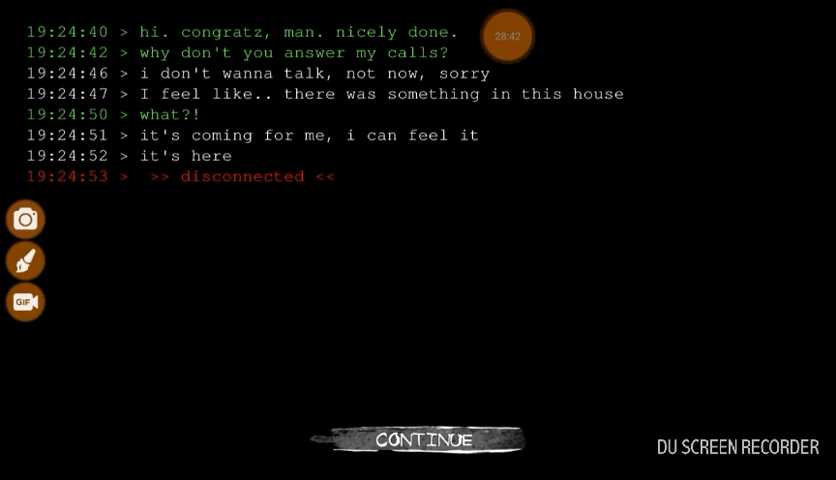 19:24:40 > hi. congratz, man. nicely done.
28:42
19:24:42 > why don't you answer my calls?
19:24:46 > i don't wanna talk, not now, sorry
19:24:47 > I feel like.. there was something in this house
19:24:50 > what?!
19:24:51 > it's coming for me, i can feel it
19:24:52 > it's here
19:24:53 > >> disconnected <<
GIF
CONTINUE
DU SCREEN RECORDER